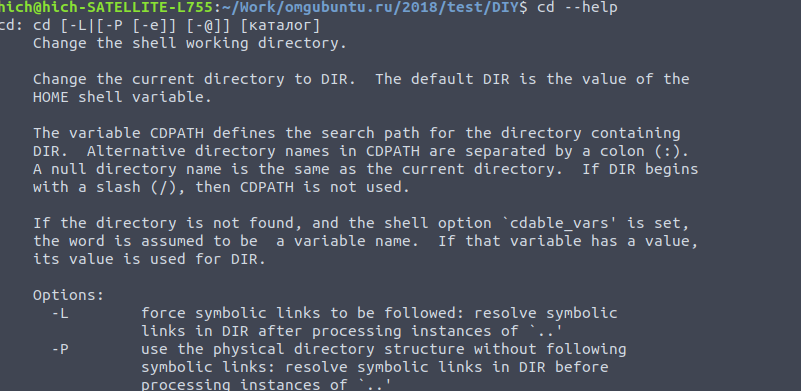 hich@hich-SATELLITE-L755:~/Work/omgubuntu.ru/2018/test/DIY$ cd --help
cd: cd [-L|[-P [-e]] [-@]] [каталог]
Change the shell working directory.
Change the current directory to DIR.  The default DIR is the value of the
HOME shell variable.
The variable CDPATH defines the search path for the directory containing
DIR.  Alternative directory names in CDPATH are separated by a colon (:).
A null directory name is the same as the current directory.  If DIR begins
with a slash (/), then CDPATH is not used.
If the directory is not found, and the shell option `cdable_vars' is set,
the word is assumed to be  a variable name.  If that variable has a value,
its value is used for DIR.
Options:
-L        force symbolic links to be followed: resolve symbolic
links in DIR after processing instances of `..'
-P        use the physical directory structure without following
symbolic links: resolve symbolic links in DIR before
processing instances of `..'